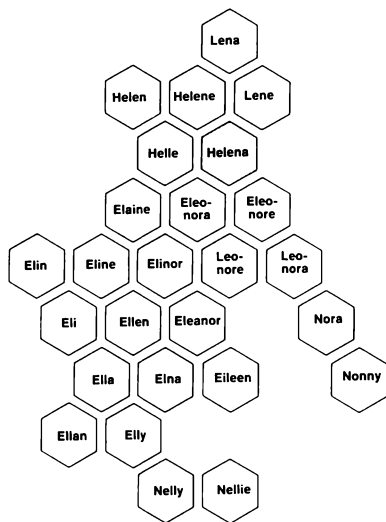 Lena
Helen Helene Lene
Helle Helena
Elaine Eleo-
nora Eleo-
nore
Elin Eline Elinor Leo-
nore Leo-
nora
Eli Ellen Eleanor Nora
Ella Elna Eileen Nonny
Ellan Elly
Nelly Nellie